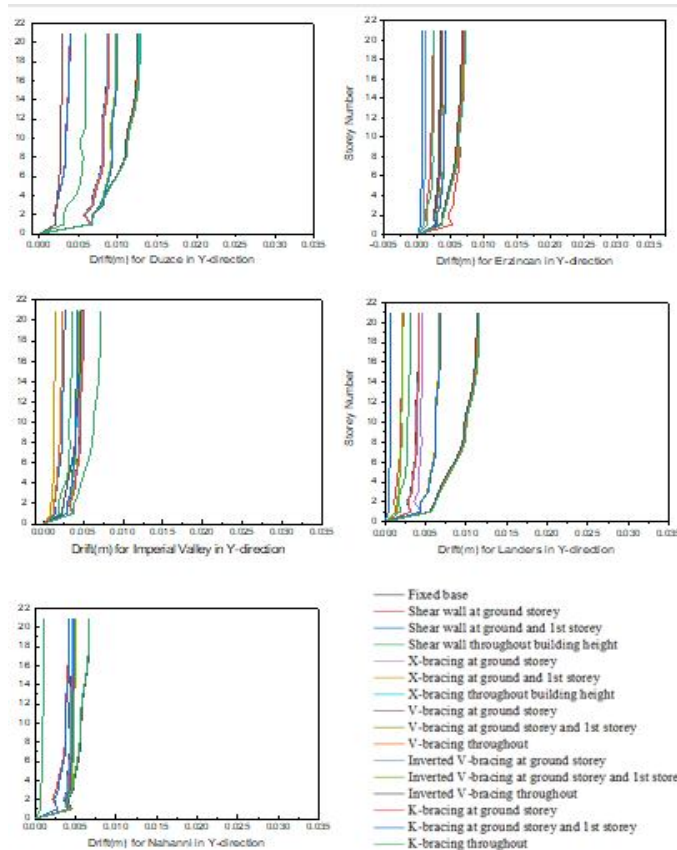 22
20
18
16
14
12
10
8
6
4
2
0
0.000 0.005 0.010 0.015 0.020 0.025 0.030 0.035
Drift(m) for Duzce in Y-direction
Storey Number
22
20
18
16
14
12
10
8
6
4
2
0
-0.005 0.000 0.005 0.010 0.015 0.020 0.025 0.030 0.035
Drift(m) for Erzincan in Y-direction
22
20
18
16
14
12
10
8
6
4
2
0
0.000 0.005 0.010 0.015 0.020 0.025 0.030 0.035
Drift(m) for Imperial Valley in Y-direction
Storey Number
22
20
18
16
14
12
10
8
6
4
2
0
0.000 0.005 0.010 0.015 0.020 0.025 0.030 0.035
Drift(m) for Landers in Y-direction
22
20
18
16
14
12
10
8
6
4
2
0
0.000 0.005 0.010 0.015 0.020 0.025 0.030 0.035
Drift(m) for Nahanni in Y-direction
Fixed base
Shear wall at ground storey
Shear wall at ground and 1st storey
Shear wall throughout building height
X-bracing at ground storey
X-bracing at ground and 1st storey
X-bracing throughout building height
V-bracing at ground storey
V-bracing at ground storey and 1st storey
V-bracing throughout
Inverted V-bracing at ground storey
Inverted V-bracing at ground storey and 1st store
Inverted V-bracing throughout
K-bracing at ground storey
K-bracing at ground storey and 1st storey
K-bracing throughout